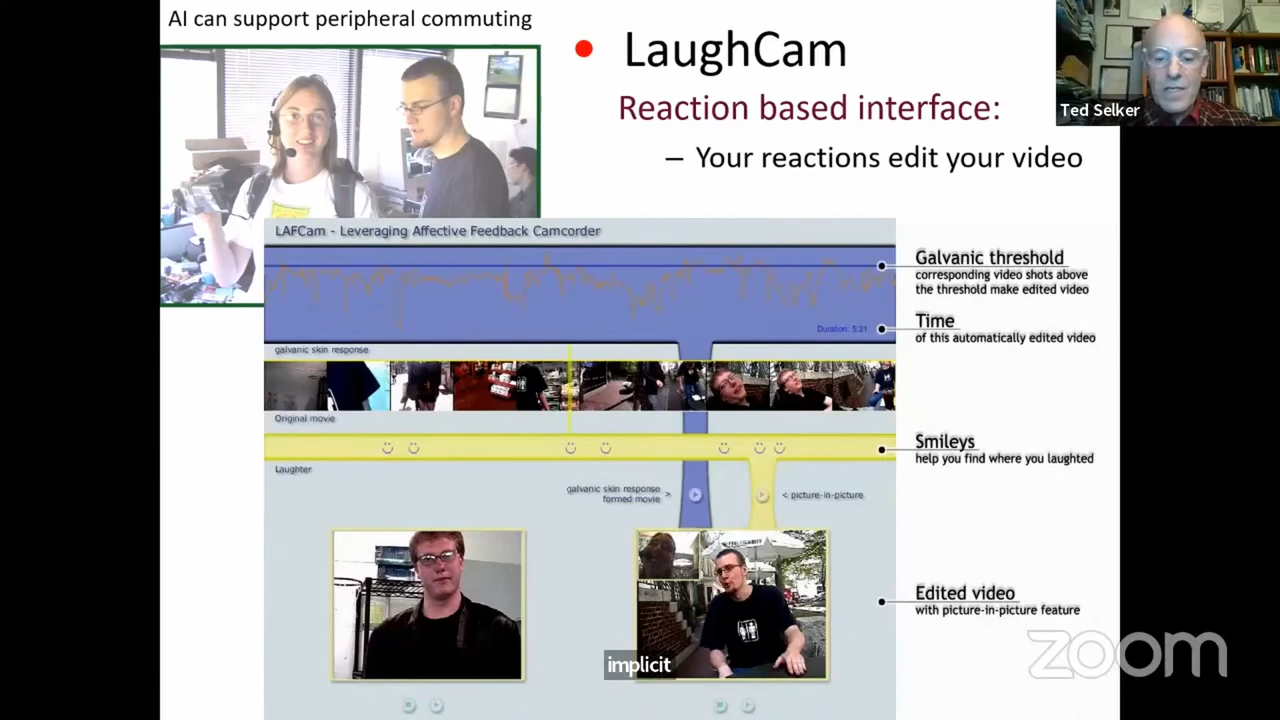 AI can support peripheral commuting
LaughCam
Reaction based interface:
– Your reactions edit your video
Ted Selker
LAFCam - Leveraging Affective Feedback Camcorder
Galvanic threshold
corresponding video shots above
the threshold make edited video
Duration: 5:21
Time
of this automatically edited video
galvanic skin response
Original movie
Smileys
help you find where you laughted
Laughter
galvanic skin response >
formed movie
< picture-in-picture
Edited video
with picture-in-picture feature
implicit
zoom